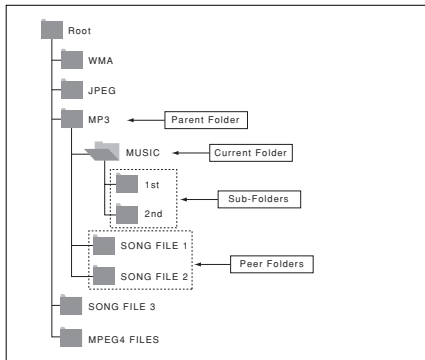 Root
WMA
JPEG
MP3
Parent Folder
MUSIC
Current Folder
1st
Sub-Folders
2nd
SONG FILE 1
Peer Folders
SONG FILE 2
SONG FILE 3
MPEG4 FILES